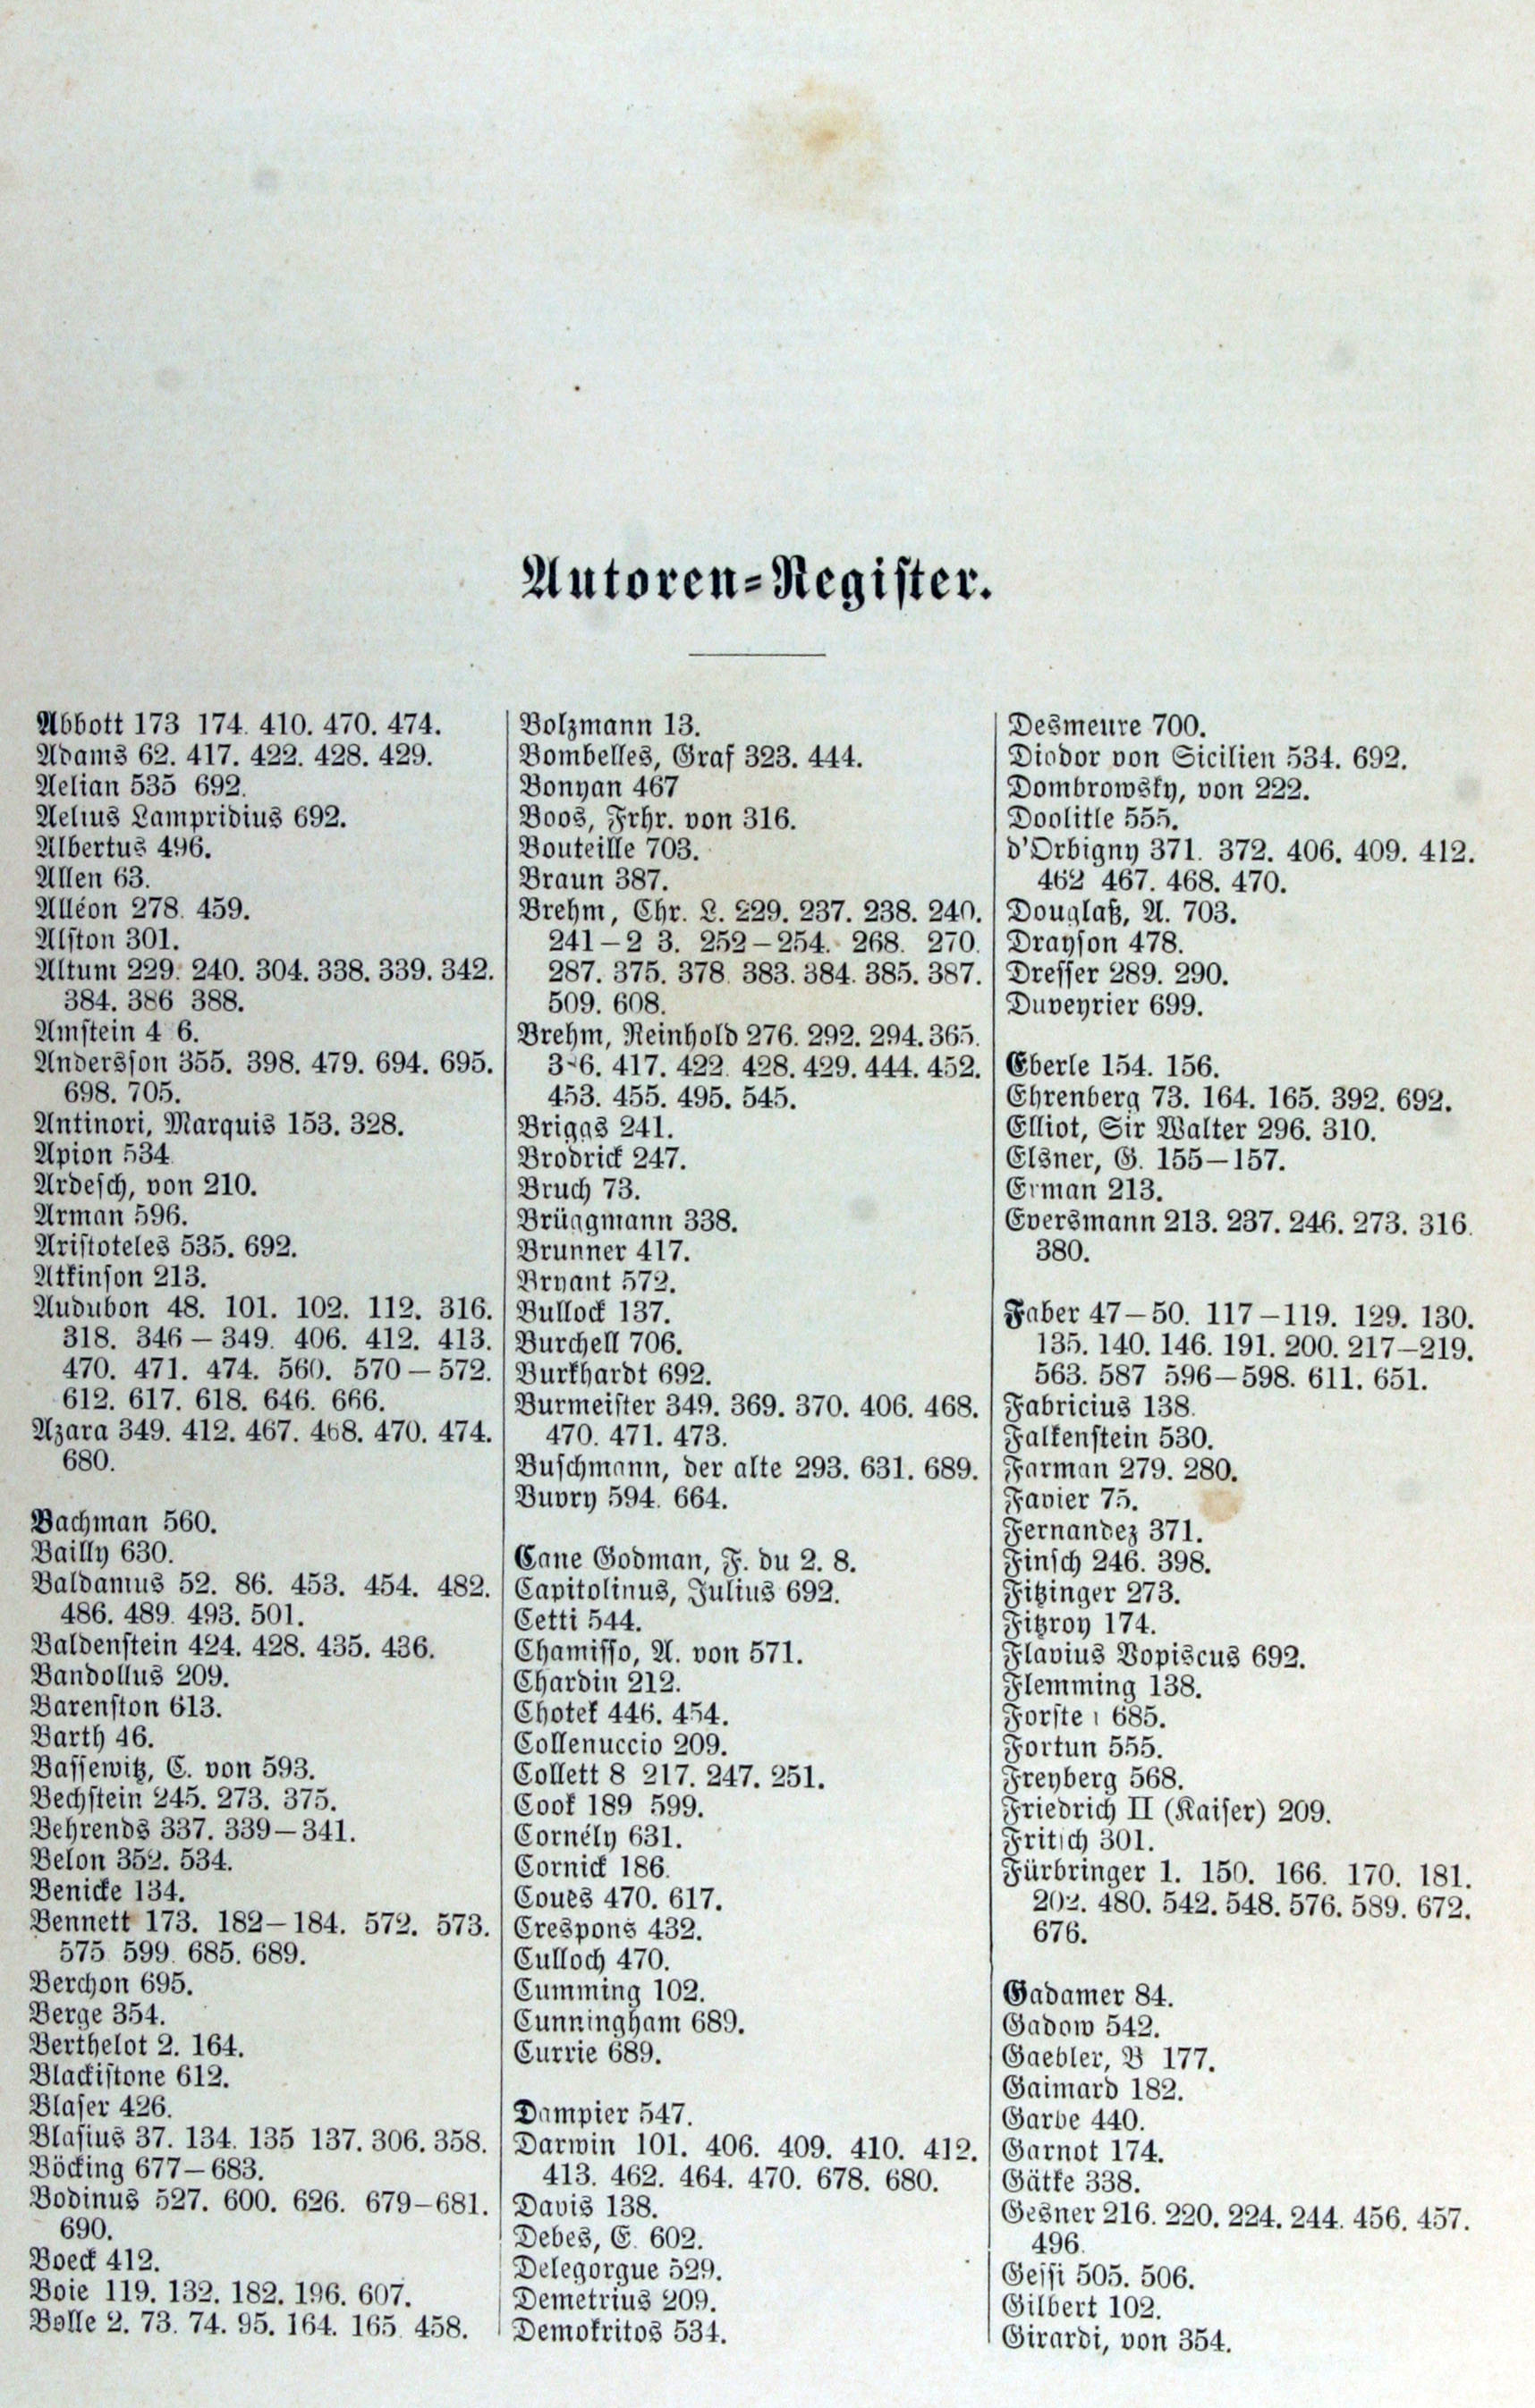 Autoren-Register.
Abbott 173 174. 410. 470. 474.
Adams 62. 417. 422. 428. 429.
Aelian 535 692.
Aelius Lampridius 692.
Albertus 496.
Allen 63.
Alléon 278. 459.
Alston 301.
Altum 229. 240. 304. 338. 339. 342.
384. 386 388.
Amstein 4 6.
Andersson 355. 398. 479. 694. 695.
698. 705.
Antinori, Marquis 153. 328.
Apion 534
Ardesch, von 210.
Arman 596.
Aristoteles 535. 692.
Atkinson 213.
Audubon 48. 101. 102. 112. 316.
318. 346 – 349. 406. 412. 413.
470. 471. 474. 560. 570 – 572.
612. 617. 618. 646. 666.
Azara 349. 412. 467. 468. 470. 474.
680.
Bachman 560.
Bailly 630.
Baldamus 52. 86. 453. 454. 482.
486. 489. 493. 501.
Baldenstein 424. 428. 435. 436.
Bandollus 209.
Barenston 613.
Barth 46.
Bassewitz, C. von 593.
Bechstein 245. 273. 375.
Behrends 337. 339 – 341.
Belon 352. 534.
Benicke 134.
Bennett 173. 182 – 184. 572. 573.
575 599. 685. 689.
Berchon 695.
Berge 354.
Berthelot 2. 164.
Blackistone 612.
Blaser 426.
Blasius 37. 134. 135 137. 306. 358.
Böcking 677 – 683.
Bodinus 527. 600. 626. 679 – 681.
690.
Boeck 412.
Boie 119. 132. 182. 196. 607.
Bolle 2. 73. 74. 95. 164. 165. 458.
Bolzmann 13.
Bombelles, Graf 323. 444.
Bonyan 467
Boos, Frhr. von 316.
Bouteille 703.
Braun 387.
Brehm, Chr. L. 229. 237. 238. 240.
241 – 2 3. 252 – 254. 268. 270.
287. 375. 378. 383. 384. 385. 387.
509. 608.
Brehm, Reinhold 276. 292. 294. 365.
3-6. 417. 422. 428. 429. 444. 452.
453. 455. 495. 545.
Briggs 241.
Brodrick 247.
Bruch 73.
Brüggmann 338.
Brunner 417.
Bryant 572.
Bullock 137.
Burchell 706.
Burkhardt 692.
Burmeister 349. 369. 370. 406. 468.
470. 471. 473.
Buschmann, der alte 293. 631. 689.
Buvry 594. 664.
Cane Godman, F. du 2. 8.
Capitolinus, Julius 692.
Cetti 544.
Chamisso, A. von 571.
Chardin 212.
Chotek 446. 454.
Collenuccio 209.
Collett 8 217. 247. 251.
Cook 189 599.
Cornély 631.
Cornick 186.
Coues 470. 617.
Crespons 432.
Culloch 470.
Cumming 102.
Cunningham 689.
Currie 689.
Dampier 547.
Darwin 101. 406. 409. 410. 412.
413. 462. 464. 470. 678. 680.
Davis 138.
Debes, E. 602.
Delegorgue 529.
Demetrius 209.
Demokritos 534.
Desmeure 700.
Diodor von Sicilien 534. 692.
Dombrowsky, von 222.
Doolitle 555.
d'Orbigny 371. 372. 406. 409. 412.
462 467. 468. 470.
Douglaß, A. 703.
Drayson 478.
Dresser 289. 290.
Duveyrier 699.
Eberle 154. 156.
Ehrenberg 73. 164. 165. 392. 692.
Elliot, Sir Walter 296. 310.
Elsner, G. 155 – 157.
Erman 213.
Eversmann 213. 237. 246. 273. 316.
380.
Faber 47 – 50. 117 – 119. 129. 130.
135. 140. 146. 191. 200. 217 – 219.
563. 587 596 – 598. 611. 651.
Fabricius 138.
Falkenstein 530.
Farman 279. 280.
Favier 75.
Fernandez 371.
Finsch 246. 398.
Fitzinger 273.
Fitzroy 174.
Flavius Vopiscus 692.
Flemming 138.
Forste 685.
Fortun 555.
Freyberg 568.
Friedrich II (Kaiser) 209.
Fritsch 301.
Fürbringer 1. 150. 166. 170. 181.
202. 480. 542. 548. 576. 589. 672.
676.
Gadamer 84.
Gadow 542.
Gaebler, B 177.
Gaimard 182.
Garbe 440.
Garnot 174.
Gätke 338.
Gesner 216. 220. 224. 244. 456. 457.
496.
Gessi 505. 506.
Gilbert 102.
Girardi, von 354.